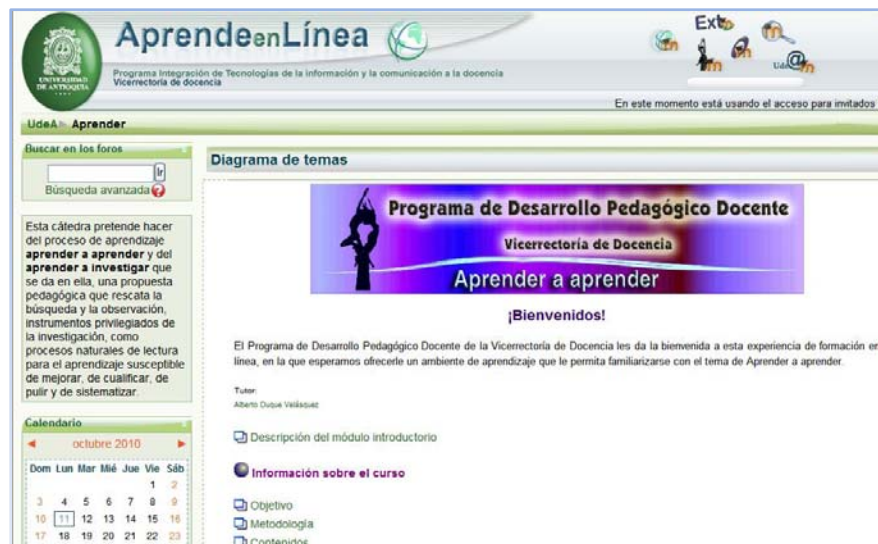 UNIVERSIDAD
DE ANTIOQUIA
AprendeenLínea
Programa Integración de Tecnologías de la información y la comunicación a la docencia
Vicerrectoría de docencia
Ext
UdeA
En este momento está usando el acceso para invitados
UdeA Aprender
Buscar en los foros
Ir
Búsqueda avanzada
Esta cátedra pretende hacer
del proceso de aprendizaje
aprender a aprender y del
aprender a investigar que
se da en ella, una propuesta
pedagógica que rescata la
búsqueda y la observación,
instrumentos privilegiados de
la investigación, como
procesos naturales de lectura
para el aprendizaje susceptible
de mejorar, de cualificar, de
pulir y de sistematizar.
Calendario
octubre 2010
Dom Lun Mar Mié Jue Vie Sáb
1 2
3 4 5 6 7 8 9
10 11 12 13 14 15 16
17 18 19 20 21 22 23
Diagrama de temas
Programa de Desarrollo Pedagógico Docente
Vicerrectoría de Docencia
Aprender a aprender
¡Bienvenidos!
El Programa de Desarrollo Pedagógico Docente de la Vicerrectoría de Docencia les da la bienvenida a esta experiencia de formación en
línea, en la que esperamos ofrecerle un ambiente de aprendizaje que le permita familiarizarse con el tema de Aprender a aprender.
Tutor:
Alberto Duque Velásquez
Descripción del módulo introductorio
Información sobre el curso
Objetivo
Metodología
Contenidos